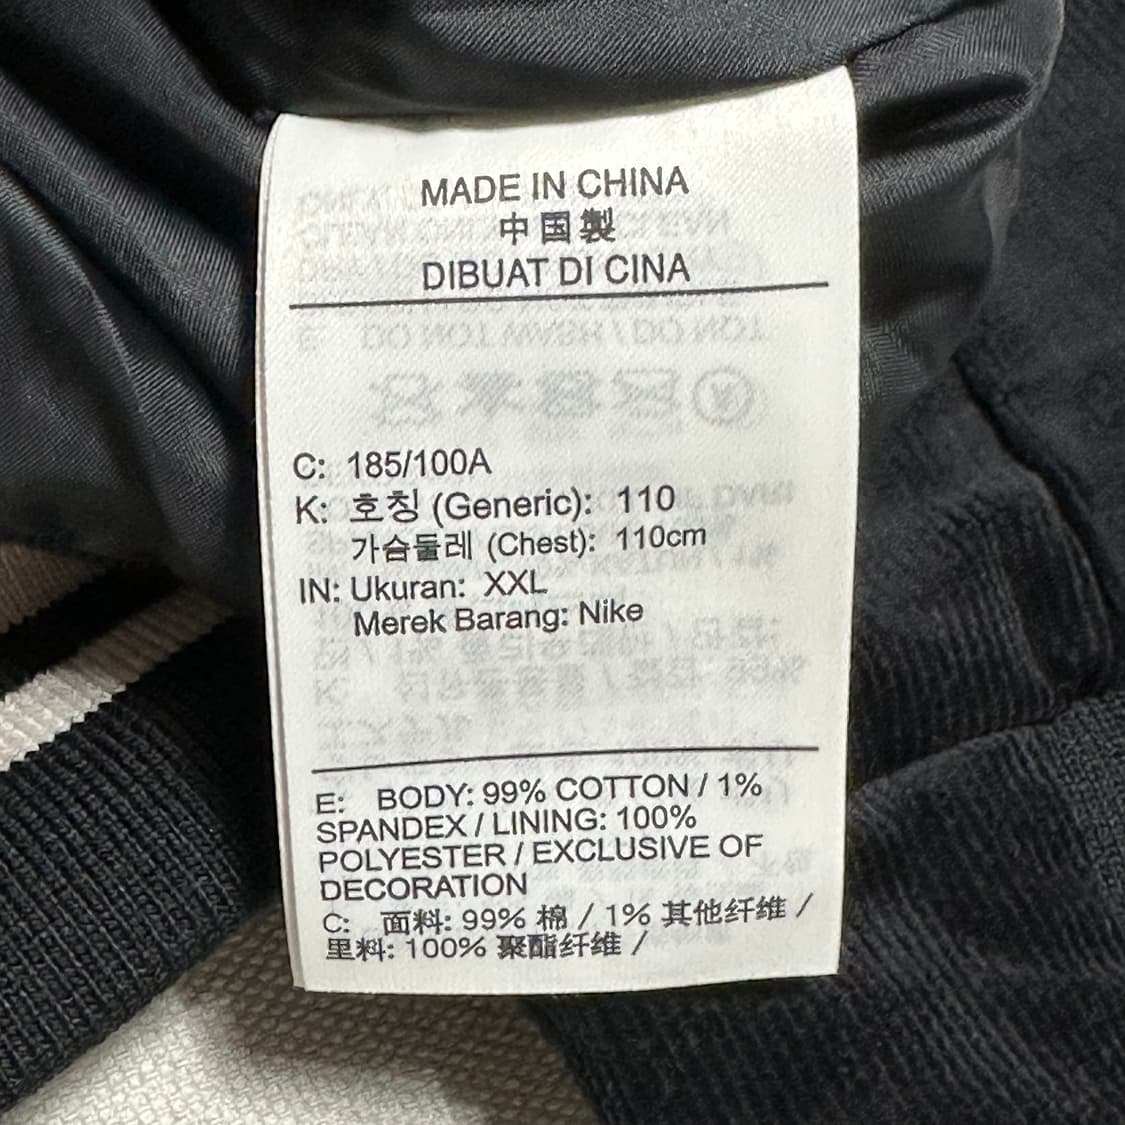 MADE IN CHINA
中国製
DIBUAT DI CINA
C: 185/100A
K: 호칭 (Generic): 110
가슴둘레 (Chest): 110cm
IN: Ukuran: XXL
Merek Barang: Nike
E: BODY: 99% COTTON / 1%
SPANDEX / LINING: 100%
POLYESTER / EXCLUSIVE OF
DECORATION
C: 面料: 99% 棉 / 1% 其他纤维 /
里料: 100% 聚酯纤维 /